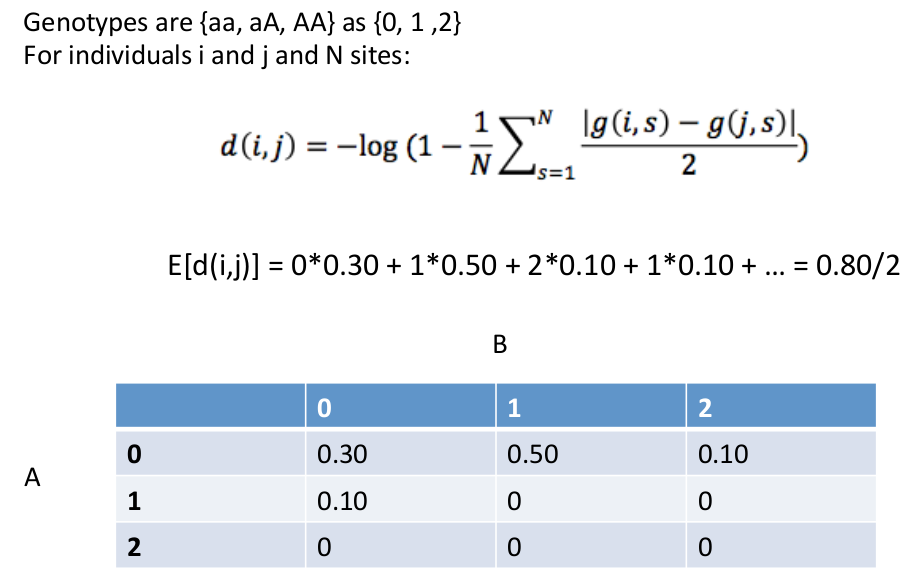 Genotypes are {aa, aA, AA} as {0, 1 ,2}
For individuals i and j and N sites:
d(i,j) = −log (1 − 1/N ∑_{s=1}^{N} |g(i,s) − g(j,s)|/2)
E[d(i,j)] = 0*0.30 + 1*0.50 + 2*0.10 + 1*0.10 + ... = 0.80/2
B
0 1 2
0 0.30 0.50 0.10
A
1 0.10 0 0
2 0 0 0